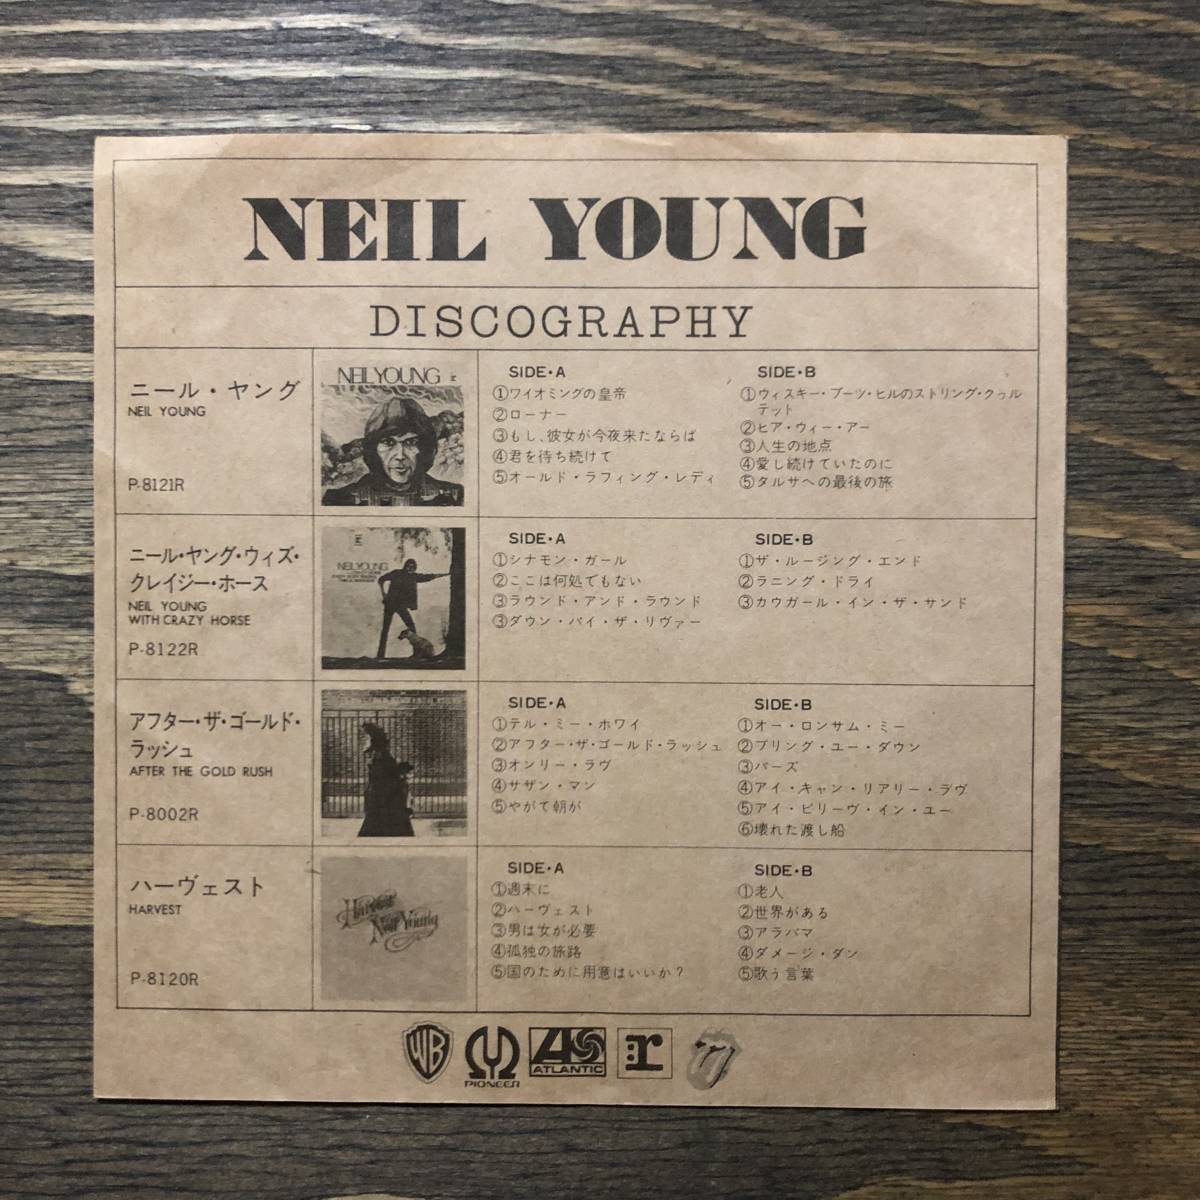 NEIL YOUNG
DISCOGRAPHY
ニール・ヤング
NEIL YOUNG
P-8121R
NEIL YOUNG
SIDE・A
①ワイオミングの皇帝
②ローナー
③もし、彼女が今夜来たならば
④君を待ち続けて
⑤オールド・ラフィング・レディ
SIDE・B
①ウィスキー・ブーツ・ヒルのストリング・クゥル
テット
②ヒア・ウィー・アー
③人生の地点
④愛し続けていたのに
⑤タルサへの最後の旅
ニール・ヤング・ウィズ・
クレイジー・ホース
NEIL YOUNG
WITH CRAZY HORSE
P-8122R
NEIL YOUNG
SIDE・A
①シナモン・ガール
②ここは何処でもない
③ラウンド・アンド・ラウンド
③ダウン・バイ・ザ・リヴァー
SIDE・B
①ザ・ルージング・エンド
②ラニング・ドライ
③カウガール・イン・ザ・サンド
アフター・ザ・ゴールド・
ラッシュ
AFTER THE GOLD RUSH
P-8002R
SIDE・A
①テル・ミー・ホワイ
②アフター・ザ・ゴールド・ラッシュ
③オンリー・ラヴ
④サザン・マン
⑤やがて朝が
SIDE・B
①オー・ロンサム・ミー
②ブリング・ユー・ダウン
③バーズ
④アイ・キャン・リアリー・ラヴ
⑤アイ・ビリーヴ・イン・ユー
⑥壊れた渡し船
ハーヴェスト
HARVEST
P-8120R
Harvest
Neil Young
SIDE・A
①週末に
②ハーヴェスト
③男は女が必要
④孤独の旅路
⑤国のために用意はいいか?
SIDE・B
①老人
②世界がある
③アラバマ
④ダメージ・ダン
⑤歌う言葉
WB
PIONEER
ATLANTIC
r